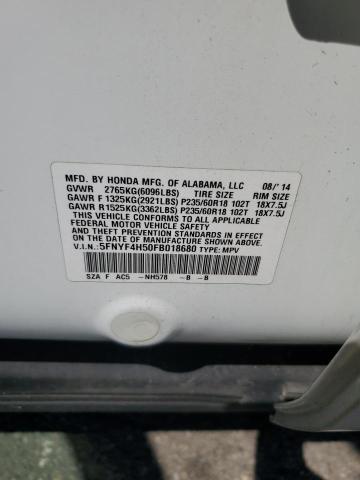 MFD. BY HONDA MFG. OF ALABAMA, LLC 08/'14
GVWR 2765KG(6096LBS) TIRE SIZE RIM SIZE
GAWR F 1325KG(2921LBS) P235/60R18 102T 18X7.5J
GAWR R 1525KG(3362LBS) P235/60R18 102T 18X7.5J
THIS VEHICLE CONFORMS TO ALL APPLICABLE
FEDERAL MOTOR VEHICLE SAFETY AND THEFT
PREVENTION STANDARDS IN EFFECT ON THE DATE
OF MANUFACTURE SHOWN ABOVE.
V.I.N.: 5FNYF4H50FB018680 TYPE: MPV
SZA F AC5 -NH578 -B -B